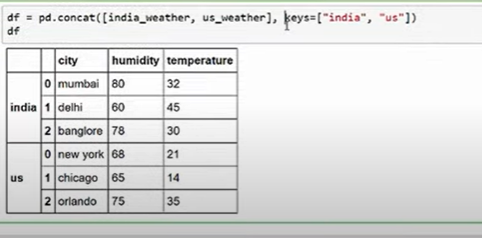 df = pd.concat([india_weather, us_weather], keys=["india", "us"])
df
city humidity temperature
india 0 mumbai 80 32
1 delhi 60 45
2 banglore 78 30
us 0 new york 68 21
1 chicago 65 14
2 orlando 75 35